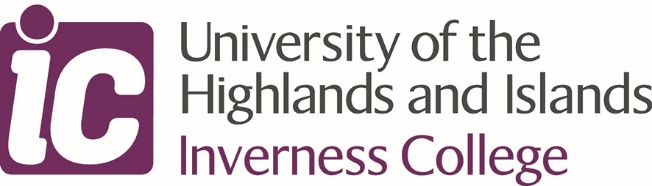 ic
University of the
Highlands and Islands
Inverness College